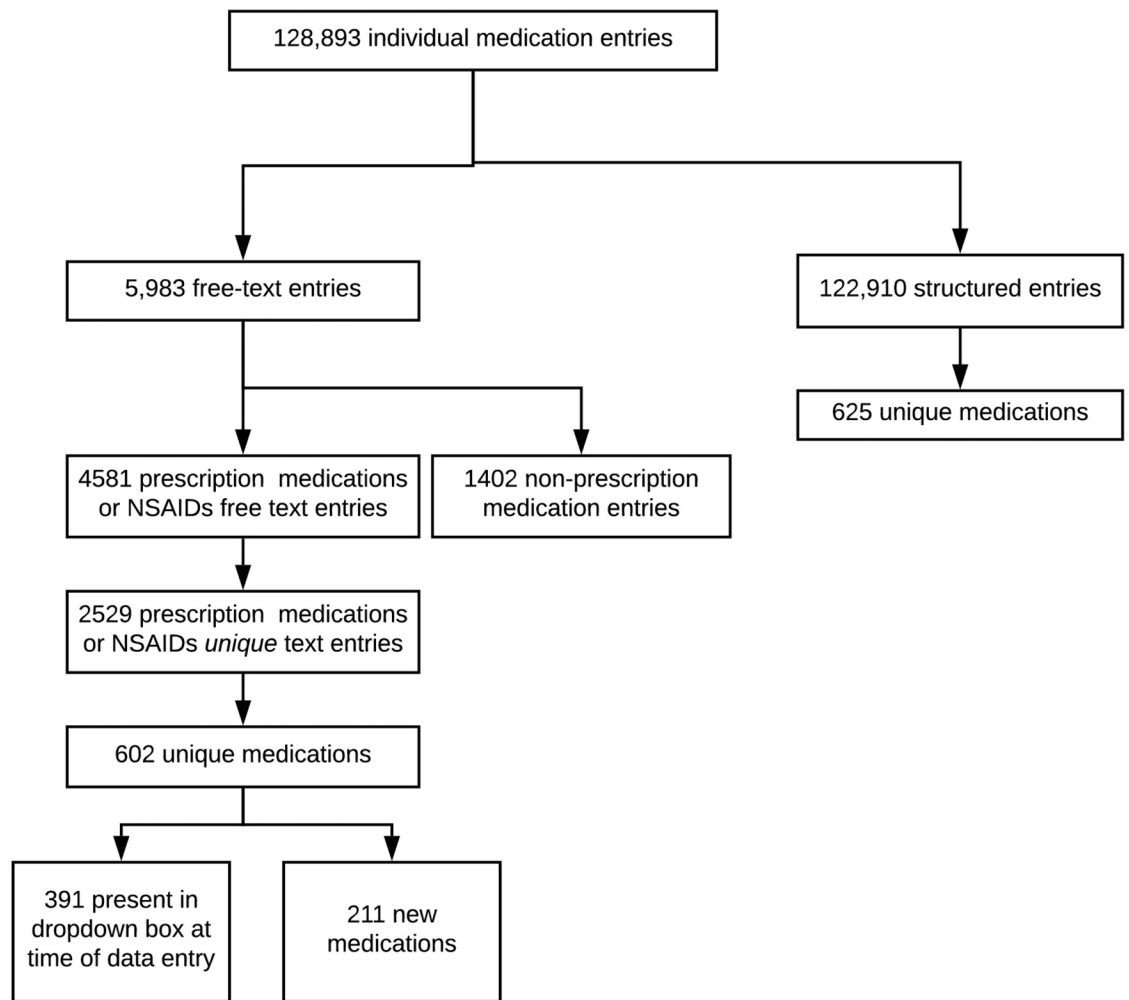 128,893 individual medication entries
5,983 free-text entries
122,910 structured entries
625 unique medications
4581 prescription  medications
or NSAIDs free text entries
1402 non-prescription
medication entries
2529 prescription  medications
or NSAIDs unique text entries
602 unique medications
391 present in
dropdown box at
time of data entry
211 new
medications